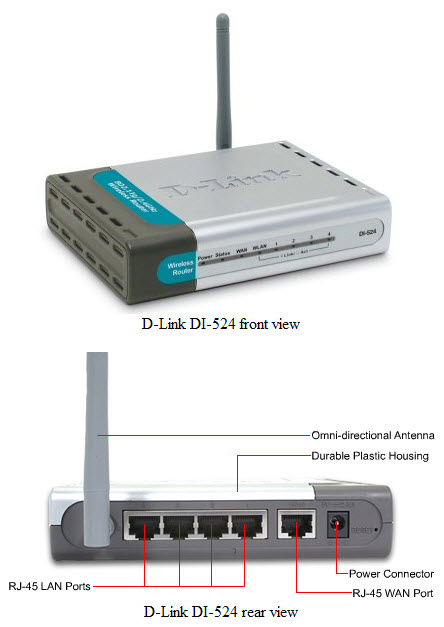 D-Link
802.11g/2.4GHz
Wireless Router
Wireless
Router
Power Status WAN WLAN 1 2 3 4
DI-524
D-Link DI-524 front view
Omni-directional Antenna
Durable Plastic Housing
RJ-45 LAN Ports
Power Connector
RJ-45 WAN Port
D-Link DI-524 rear view